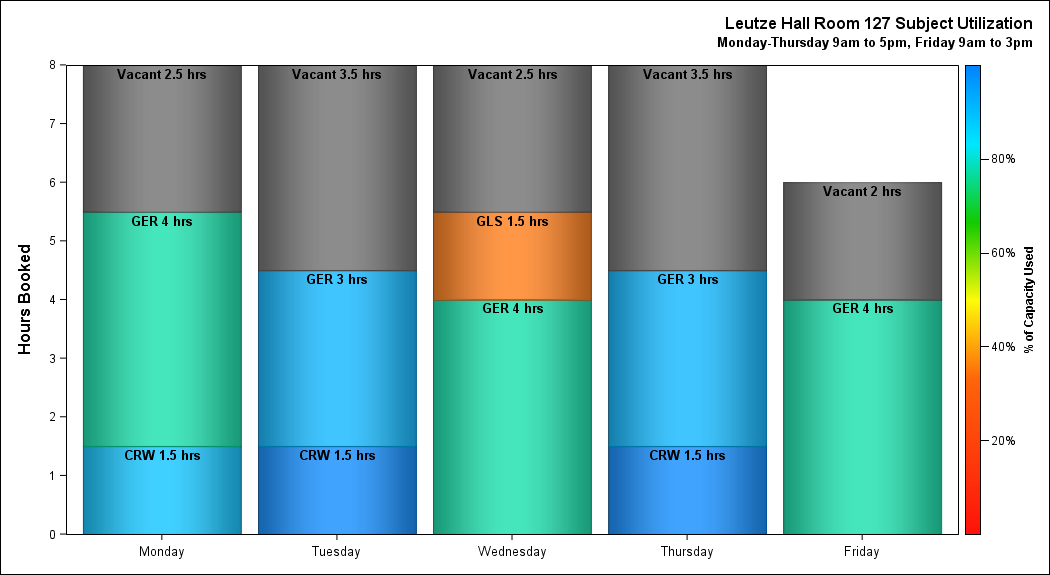 Leutze Hall Room 127 Subject Utilization
Monday-Thursday 9am to 5pm, Friday 9am to 3pm
Hours Booked
8
7
6
5
4
3
2
1
0
Vacant 2.5 hrs
GER 4 hrs
CRW 1.5 hrs
Vacant 3.5 hrs
GER 3 hrs
CRW 1.5 hrs
Vacant 2.5 hrs
GLS 1.5 hrs
GER 4 hrs
Vacant 3.5 hrs
GER 3 hrs
CRW 1.5 hrs
Vacant 2 hrs
GER 4 hrs
Monday
Tuesday
Wednesday
Thursday
Friday
80%
60%
40%
20%
% of Capacity Used